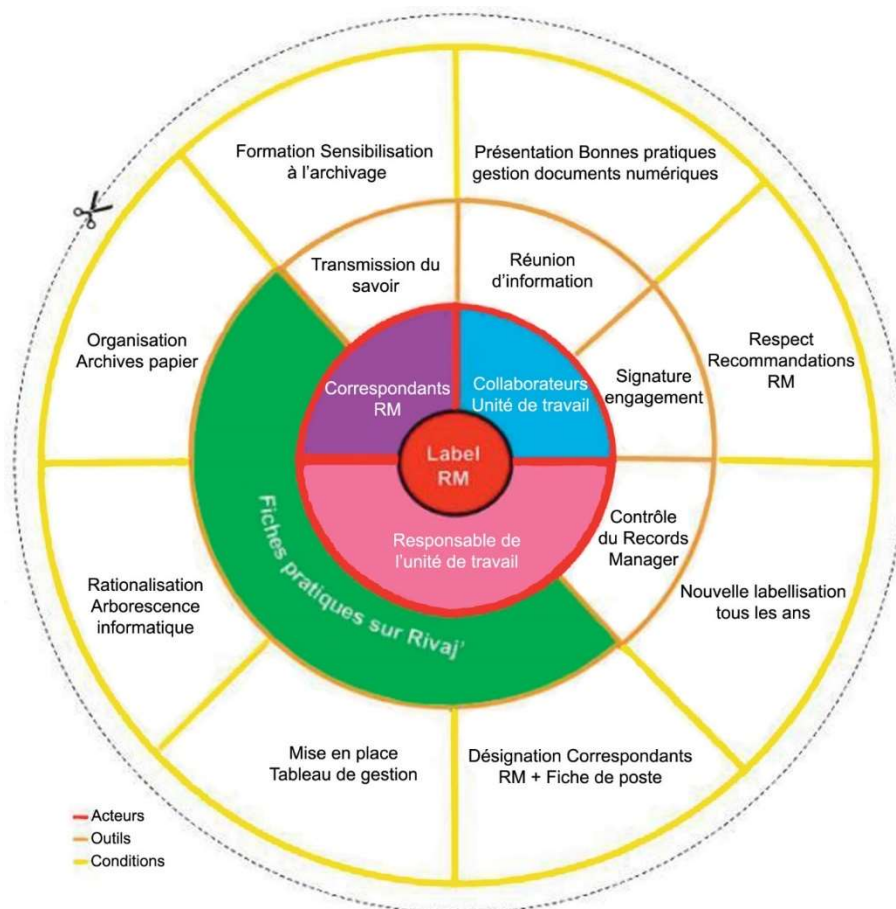 Formation Sensibilisation
à l'archivage
Présentation Bonnes pratiques
gestion documents numériques
Transmission du
savoir
Réunion
d'information
Organisation
Archives papier
Respect
Recommandations
RM
Correspondants
RM
Collaborateurs
Unité de travail
Signature
engagement
Label
RM
Responsable de
l'unité de travail
Contrôle
du Records
Manager
Fiches pratiques sur Rivaj'
Rationalisation
Arborescence
informatique
Nouvelle labellisation
tous les ans
Mise en place
Tableau de gestion
Désignation Correspondants
RM + Fiche de poste
Acteurs
Outils
Conditions